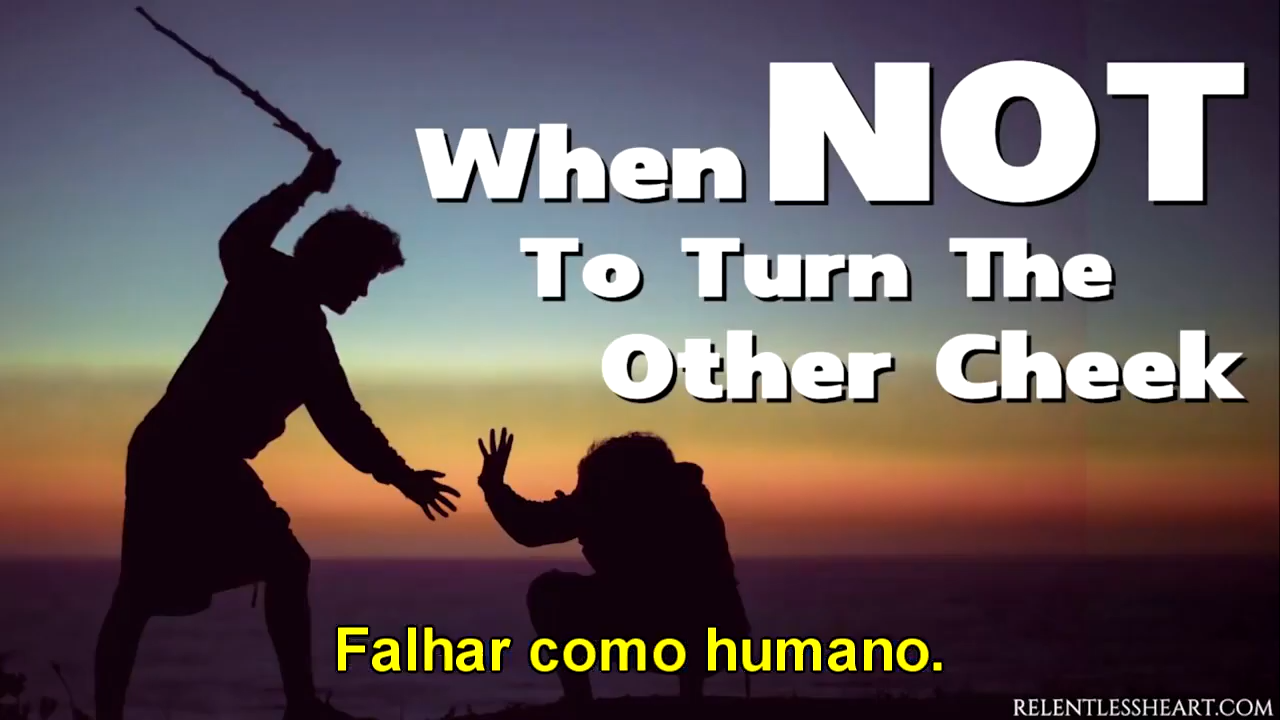 When NOT
To Turn The
Other Cheek
Falhar como humano.
RELENTLESSHEART.COM